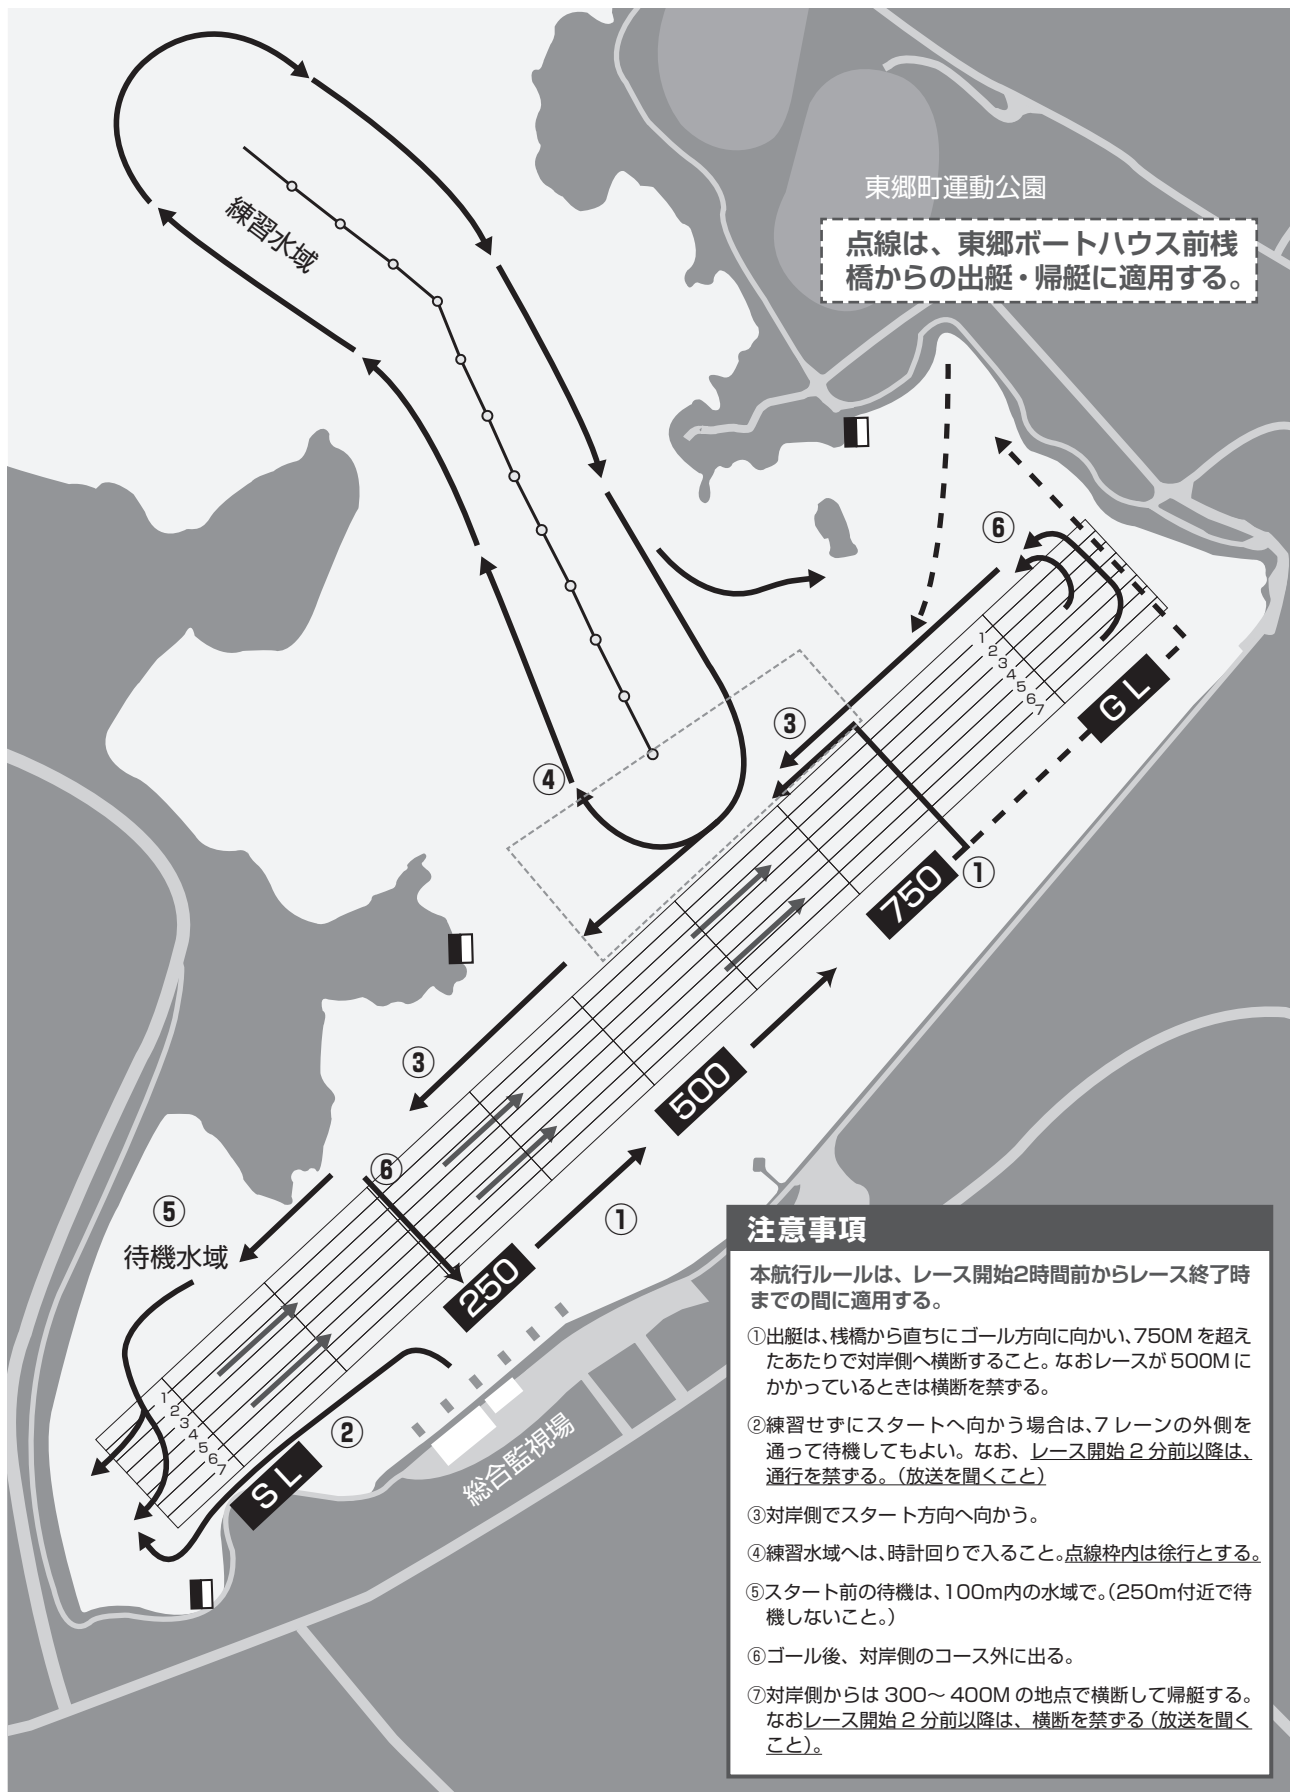 東郷町運動公園
点線は、東郷ボートハウス前桟
橋からの出艇・帰艇に適用する。
練習水域
⑥
1
2
3
4
5
6
7
GL
③
④
①
750
③
500
⑥
①
⑤
待機水域
250
1
2
3
4
5
6
7
②
SL
総合監視場
注意事項
本航行ルールは、レース開始2時間前からレース終了時
までの間に適用する。
①出艇は、桟橋から直ちにゴール方向に向かい、750Mを超え
たあたりで対岸側へ横断すること。なおレースが500Mに
かかっているときは横断を禁ずる。
②練習せずにスタートへ向かう場合は、7レーンの外側を
通って待機してもよい。なお、レース開始2分前以降は、
通行を禁ずる。(放送を聞くこと)
③対岸側でスタート方向へ向かう。
④練習水域へは、時計回りで入ること。点線枠内は徐行とする。
⑤スタート前の待機は、100m内の水域で。(250m付近で待
機しないこと。)
⑥ゴール後、対岸側のコース外に出る。
⑦対岸側からは300〜400Mの地点で横断して帰艇する。
なおレース開始2分前以降は、横断を禁ずる(放送を聞く
こと)。